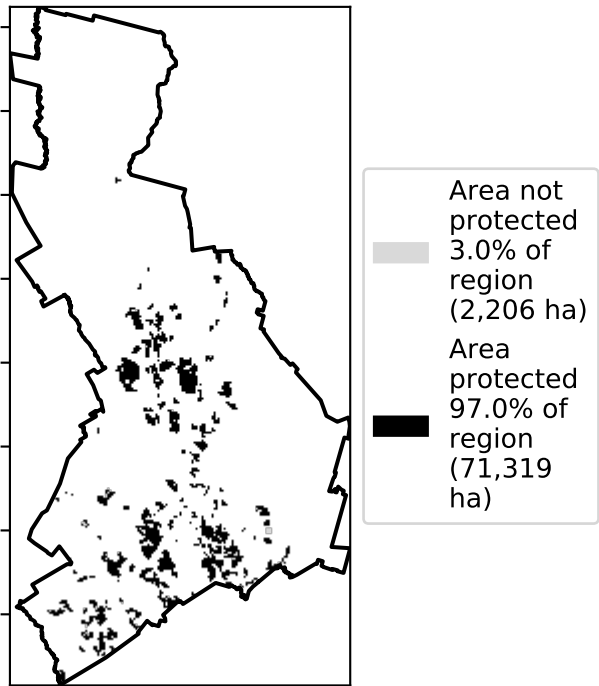 Area not
protected
3.0% of
region
(2,206 ha)
Area
protected
97.0% of
region
(71,319
ha)